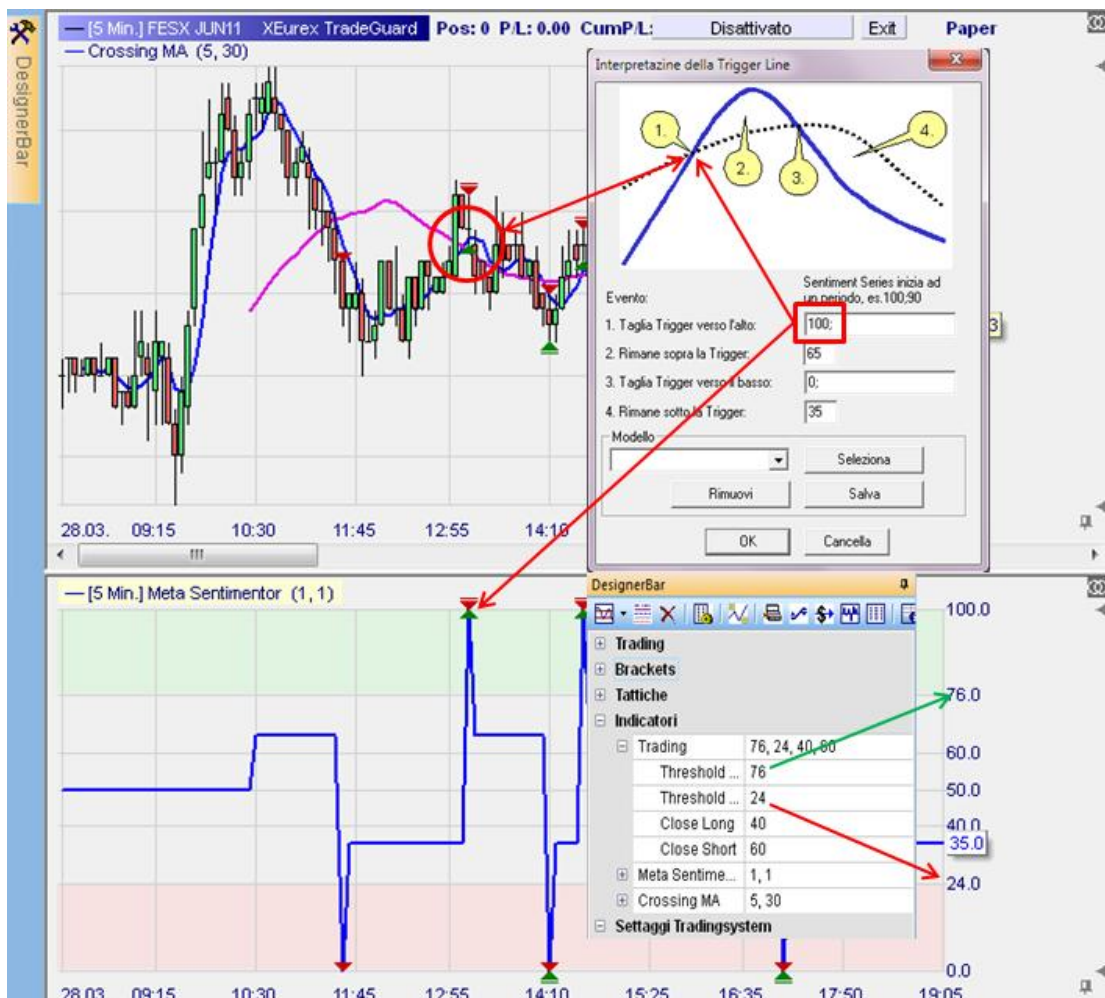 [5 Min.] FESX JUN11 XEurex TradeGuard Pos: 0 P/L: 0.00 CumP/L: Disattivato Exit Paper
Crossing MA (5, 30)
DesignerBar
28.03. 09:15 10:30 11:45 12:55 14:10
Interpretazine della Trigger Line
1.
2.
3.
4.
Evento:
Sentiment Series inizia ad
un periodo, es.100;90
1. Taglia Trigger verso l'alto: 100;
2. Rimane sopra la Trigger: 65
3. Taglia Trigger verso il basso: 0;
4. Rimane sotto la Trigger: 35
Modello
Seleziona
Rimuovi Salva
OK Cancella
3
[5 Min.] Meta Sentimentor (1, 1)
100.0
76.0
60.0
50.0
40.0
35.0
24.0
0.0
DesignerBar
Trading
Brackets
Tattiche
Indicatori
Trading 76, 24, 40, 60
Threshold ... 76
Threshold ... 24
Close Long 40
Close Short 60
Meta Sentime... 1, 1
Crossing MA 5, 30
Settaggi Tradingsystem
28.03. 09:15 10:30 11:45 12:55 14:10 15:25 16:35 17:50 19:05